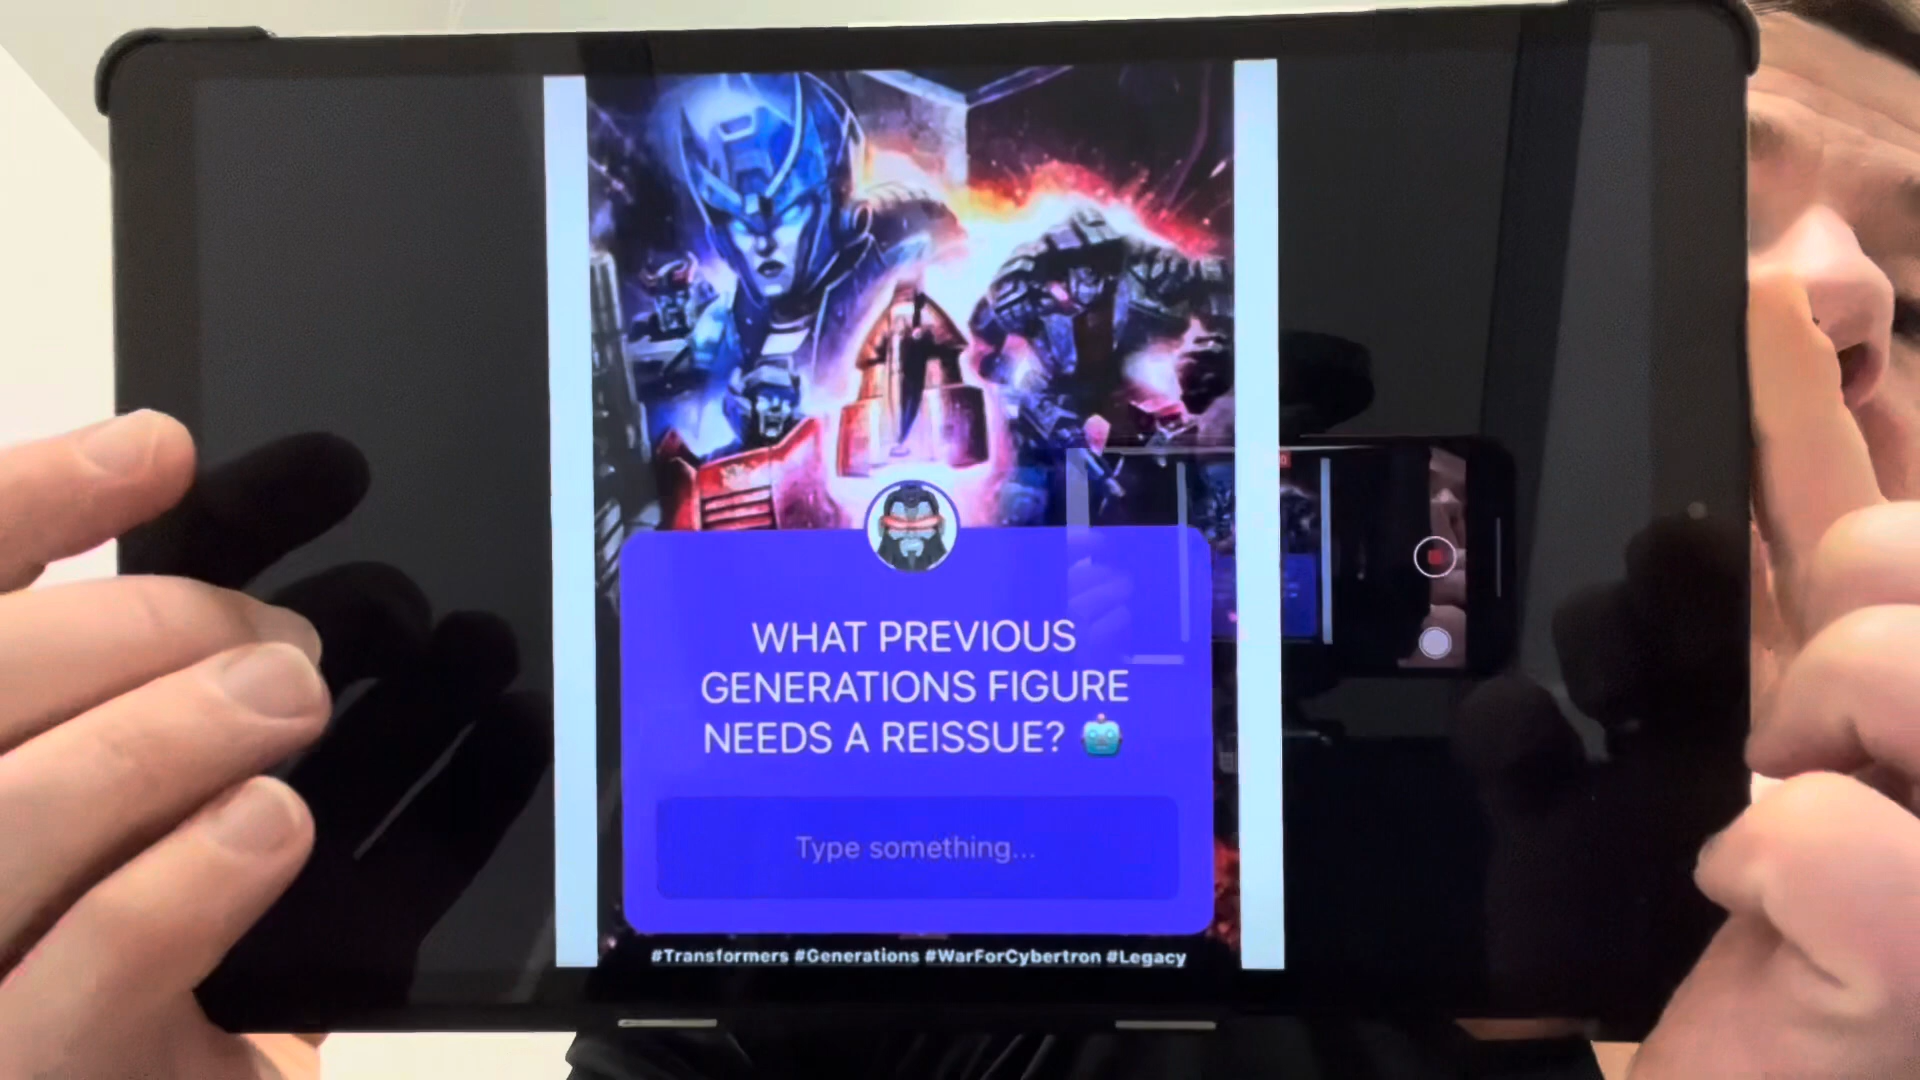 WHAT PREVIOUS
GENERATIONS FIGURE
NEEDS A REISSUE? 🤖
Type something...
#Transformers #Generations #WarForCybertron #Legacy